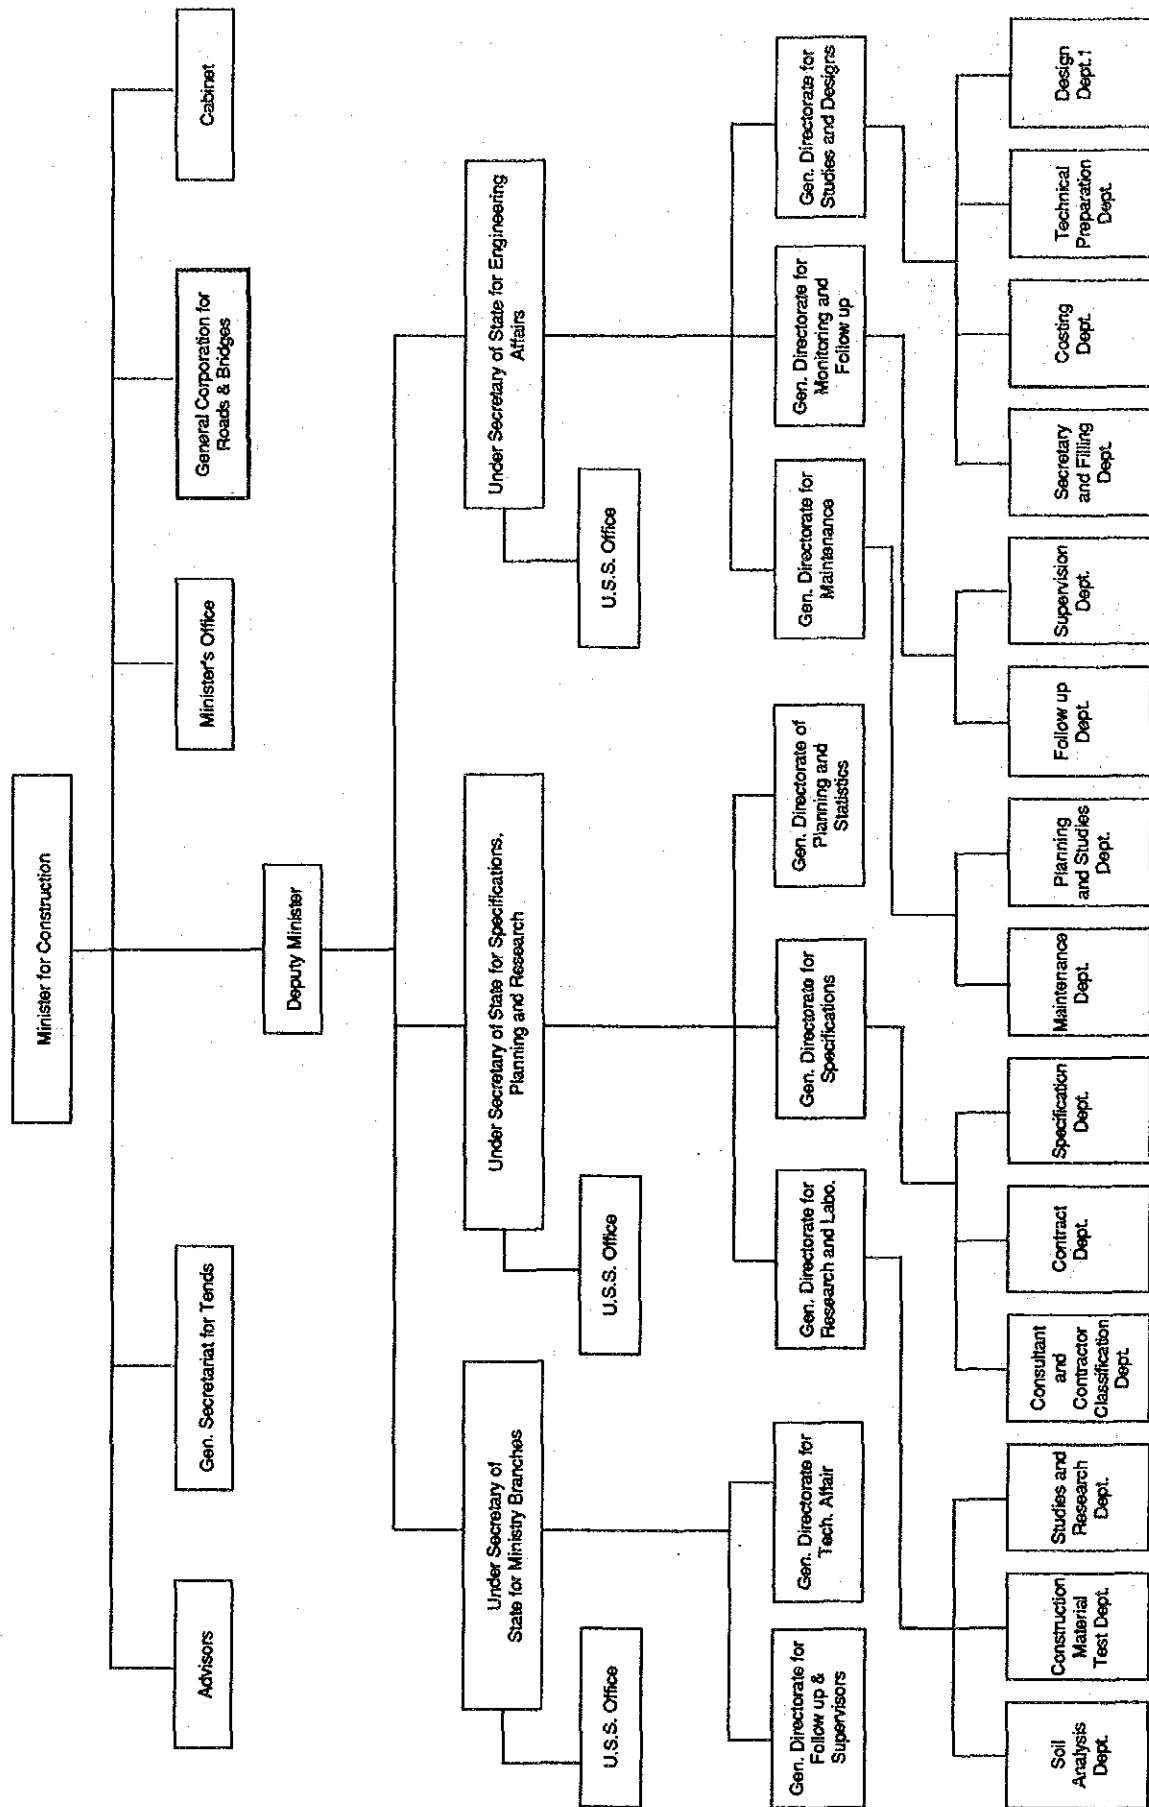 Minister for Construction
Advisors
Gen. Secretariat for Tends
Minister's Office
General Corporation for
Roads & Bridges
Cabinet
Deputy Minister
Under Secretary of
State for Ministry Branches
Under Secretary of State for Specifications,
Planning and Research
Under Secretary of State for Engineering
Affairs
U.S.S. Office
U.S.S. Office
U.S.S. Office
Gen. Directorate for
Follow up &
Supervisors
Gen. Directorate for
Tech. Affair
Gen. Directorate for
Research and Labo.
Gen. Directorate for
Specifications
Gen. Directorate of
Planning and
Statistics
Gen. Directorate for
Maintenance
Gen. Directorate for
Monitoring and
Follow up
Gen. Directorate for
Studies and Designs
Soil
Analysis
Dept.
Construction
Material
Test Dept.
Studies and
Research
Dept.
Consultant
and
Contractor
Classification
Dept.
Contract
Dept.
Specification
Dept.
Maintenance
Dept.
Planning
and Studies
Dept.
Follow up
Dept.
Supervision
Dept.
Secretary
and Filling
Dept.
Costing
Dept.
Technical
Preparation
Dept.
Design
Dept.1